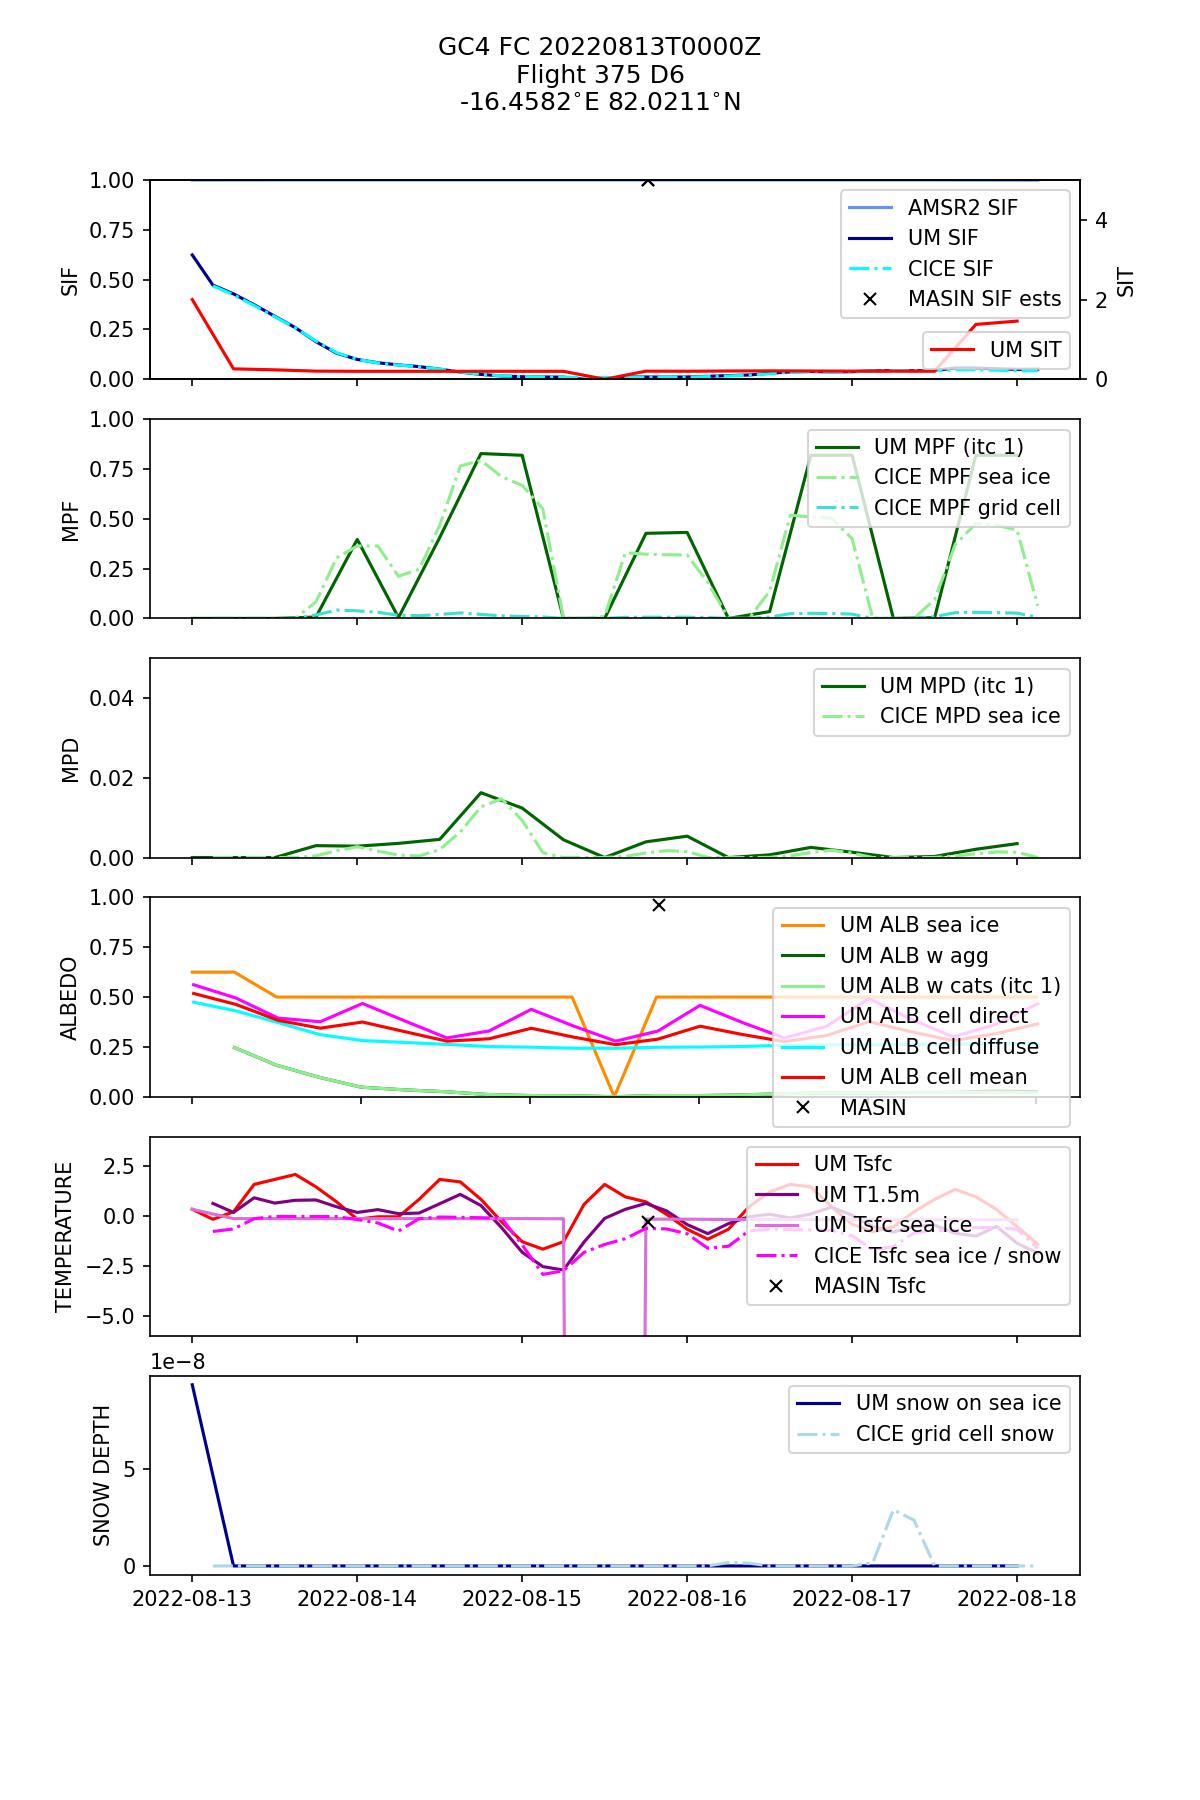 GC4 FC 20220813T0000Z
Flight 375 D6
-16.4582°E 82.0211°N
1.00
0.75
0.50
0.25
0.00
SIF
4
2
0
SIT
AMSR2 SIF
UM SIF
CICE SIF
MASIN SIF ests
UM SIT
1.00
0.75
0.50
0.25
0.00
MPF
UM MPF (itc 1)
CICE MPF sea ice
CICE MPF grid cell
0.04
0.02
0.00
MPD
UM MPD (itc 1)
CICE MPD sea ice
1.00
0.75
0.50
0.25
0.00
ALBEDO
UM ALB sea ice
UM ALB w agg
UM ALB w cats (itc 1)
UM ALB cell direct
UM ALB cell diffuse
UM ALB cell mean
MASIN
2.5
0.0
−2.5
−5.0
TEMPERATURE
UM Tsfc
UM T1.5m
UM Tsfc sea ice
CICE Tsfc sea ice / snow
MASIN Tsfc
1e−8
5
0
SNOW DEPTH
UM snow on sea ice
CICE grid cell snow
2022-08-13 2022-08-14 2022-08-15 2022-08-16 2022-08-17 2022-08-18